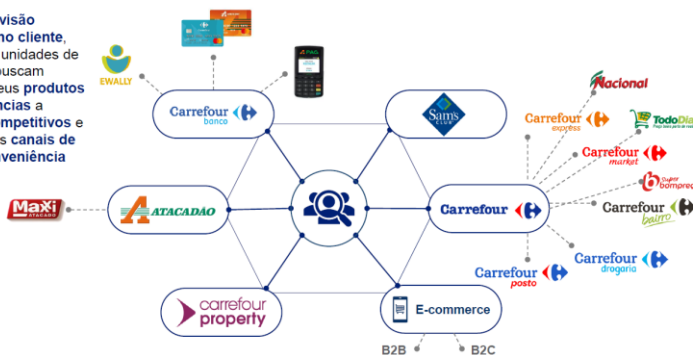 visão
no cliente,
unidades de
buscam
eus produtos
ncias a
mpetitivos e
s canais de
nveniência
EWALLY
Carrefour
banco
Sam's
CLUB
Nacional
Carrefour
express
TodoDia
Carrefour
market
super
bompreço
Carrefour
bairro
Maxxi
ATACADO
ATACADÃO
Carrefour
Carrefour
posto
Carrefour
drogaria
carrefour
property
E-commerce
B2B
B2C